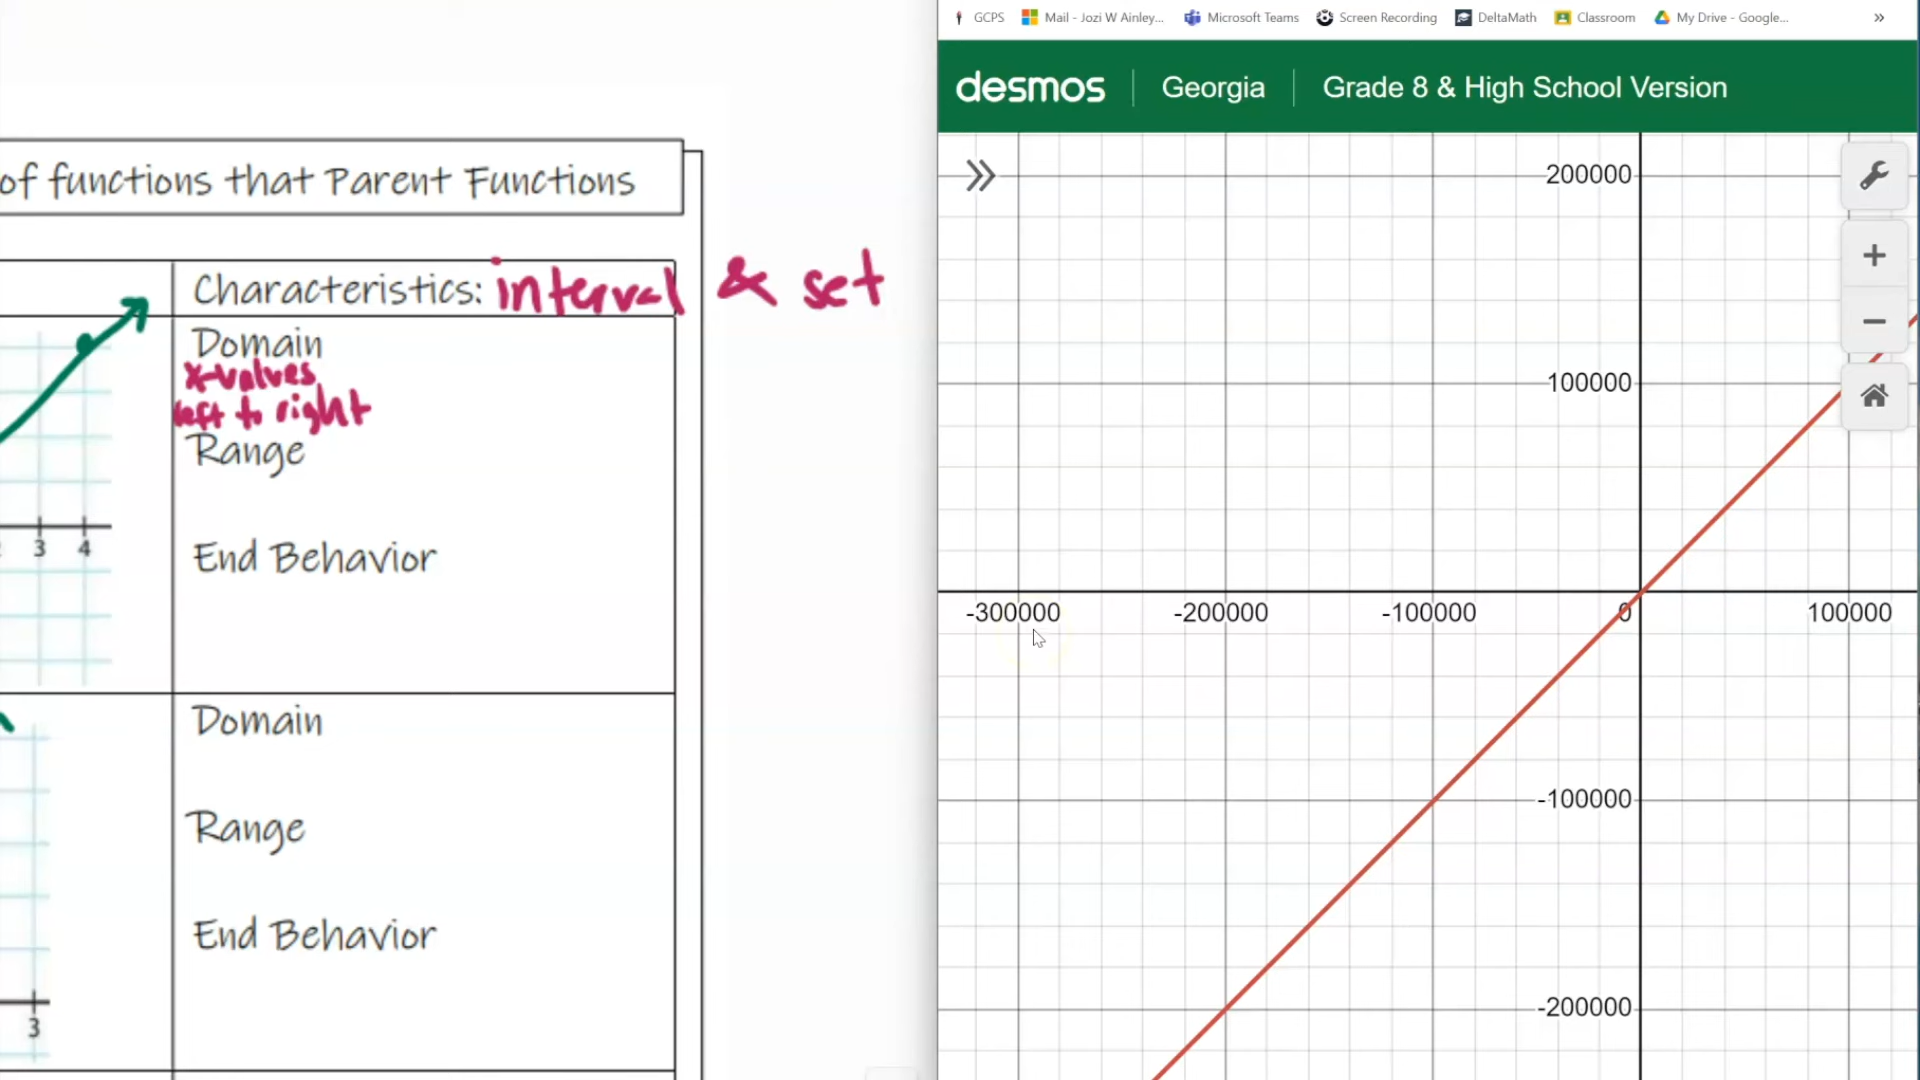 GCPS Mail - Jozi W Ainley... Microsoft Teams Screen Recording DeltaMath Classroom My Drive - Google... »
desmos Georgia Grade 8 & High School Version
of functions that Parent Functions
Characteristics: interval & set
Domain
x-values
left to right
Range
End Behavior
3 4
Domain
Range
End Behavior
3
200000
100000
-300000 -200000 -100000 0 100000
-100000
-200000